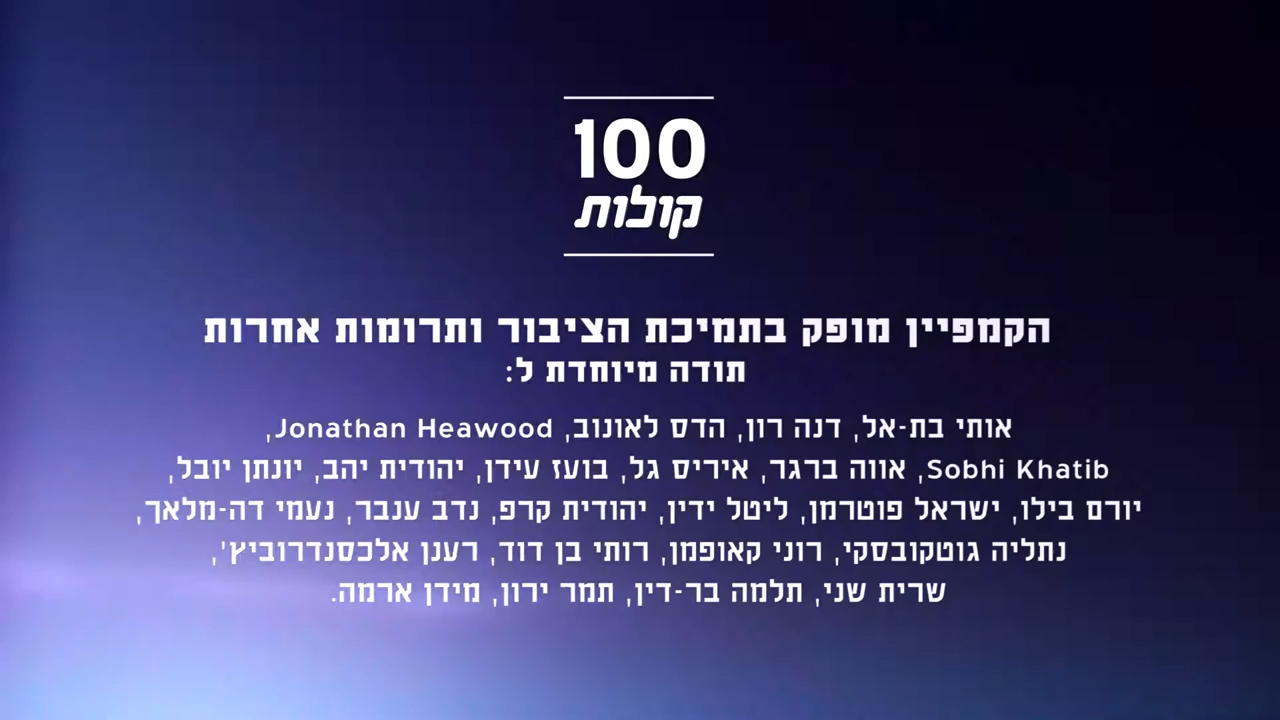 100
קולות
הקמפיין מופק בתמיכת הציבור ותרומות אחרות
תודה מיוחדת ל:
אותי בת-אל, דנה רון, הדס לאונוב, Jonathan Heawood,
Sobhi Khatib, אווה ברגר, איריס גל, בועז עידן, יהודית יהב, יונתן יובל,
יורם בילו, ישראל פוטרמן, ליטל ידין, יהודית קרפ, נדב ענבר, נעמי דה-מלאך,
נתליה גוטקובסקי, רוני קאופמן, רותי בן דוד, רענן אלכסנדרוביץ',
שרית שני, תלמה בר-דין, תמר ירון, מידן ארמה.